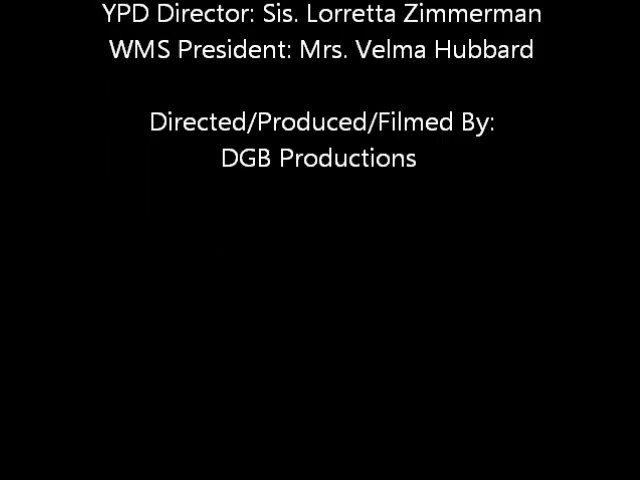 YPD Director: Sis. Lorretta Zimmerman
WMS President: Mrs. Velma Hubbard
Directed/Produced/Filmed By:
DGB Productions